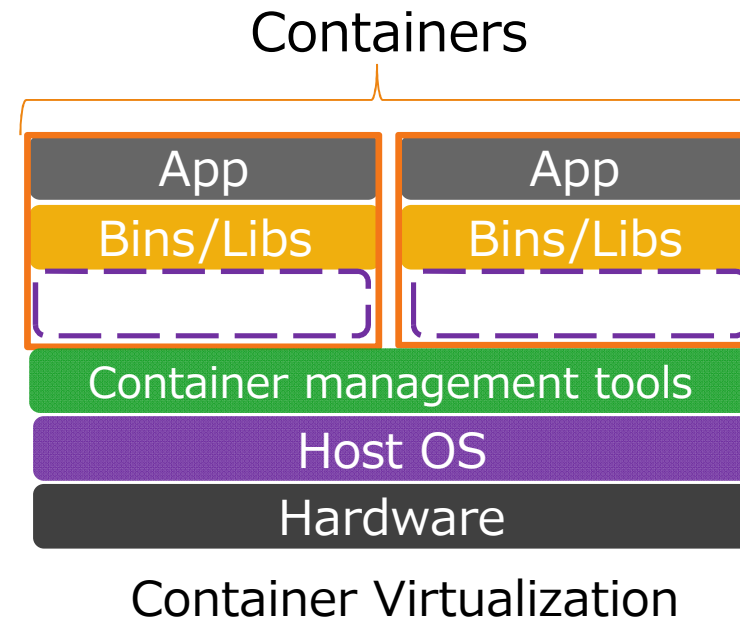 Containers
App
App
Bins/Libs
Bins/Libs
Container management tools
Host OS
Hardware
Container Virtualization